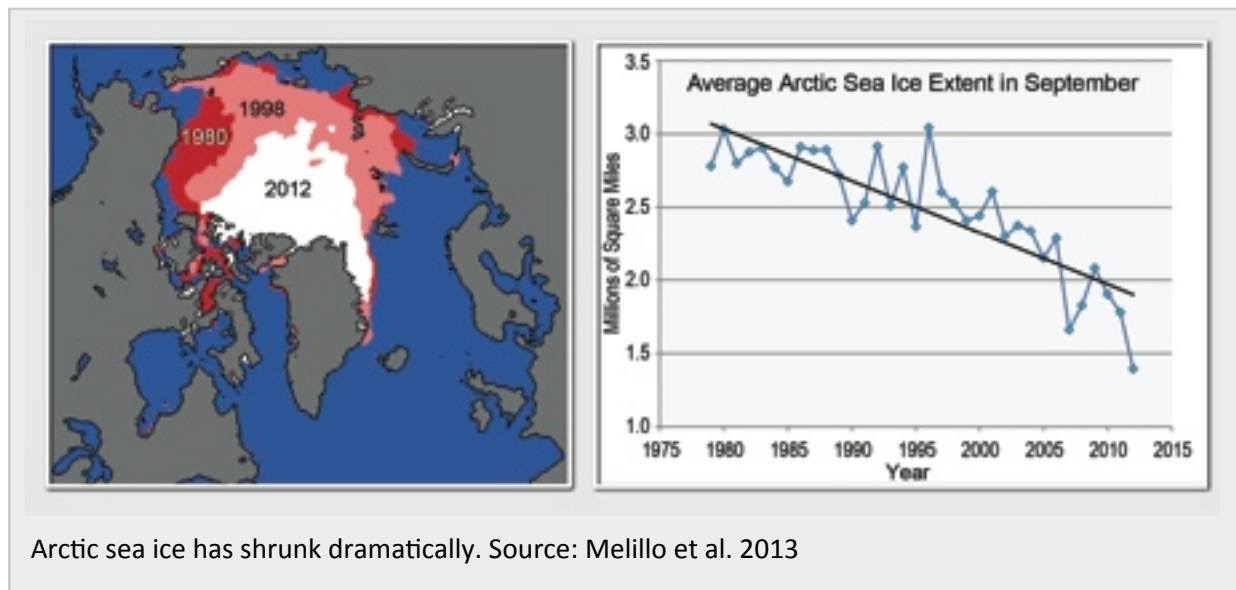 1998
1980
2012
Average Arctic Sea Ice Extent in September
Millions of Square Miles
3.5
3.0
2.5
2.0
1.5
1.0
1975 1980 1985 1990 1995 2000 2005 2010 2015
Year
Arctic sea ice has shrunk dramatically. Source: Melillo et al. 2013